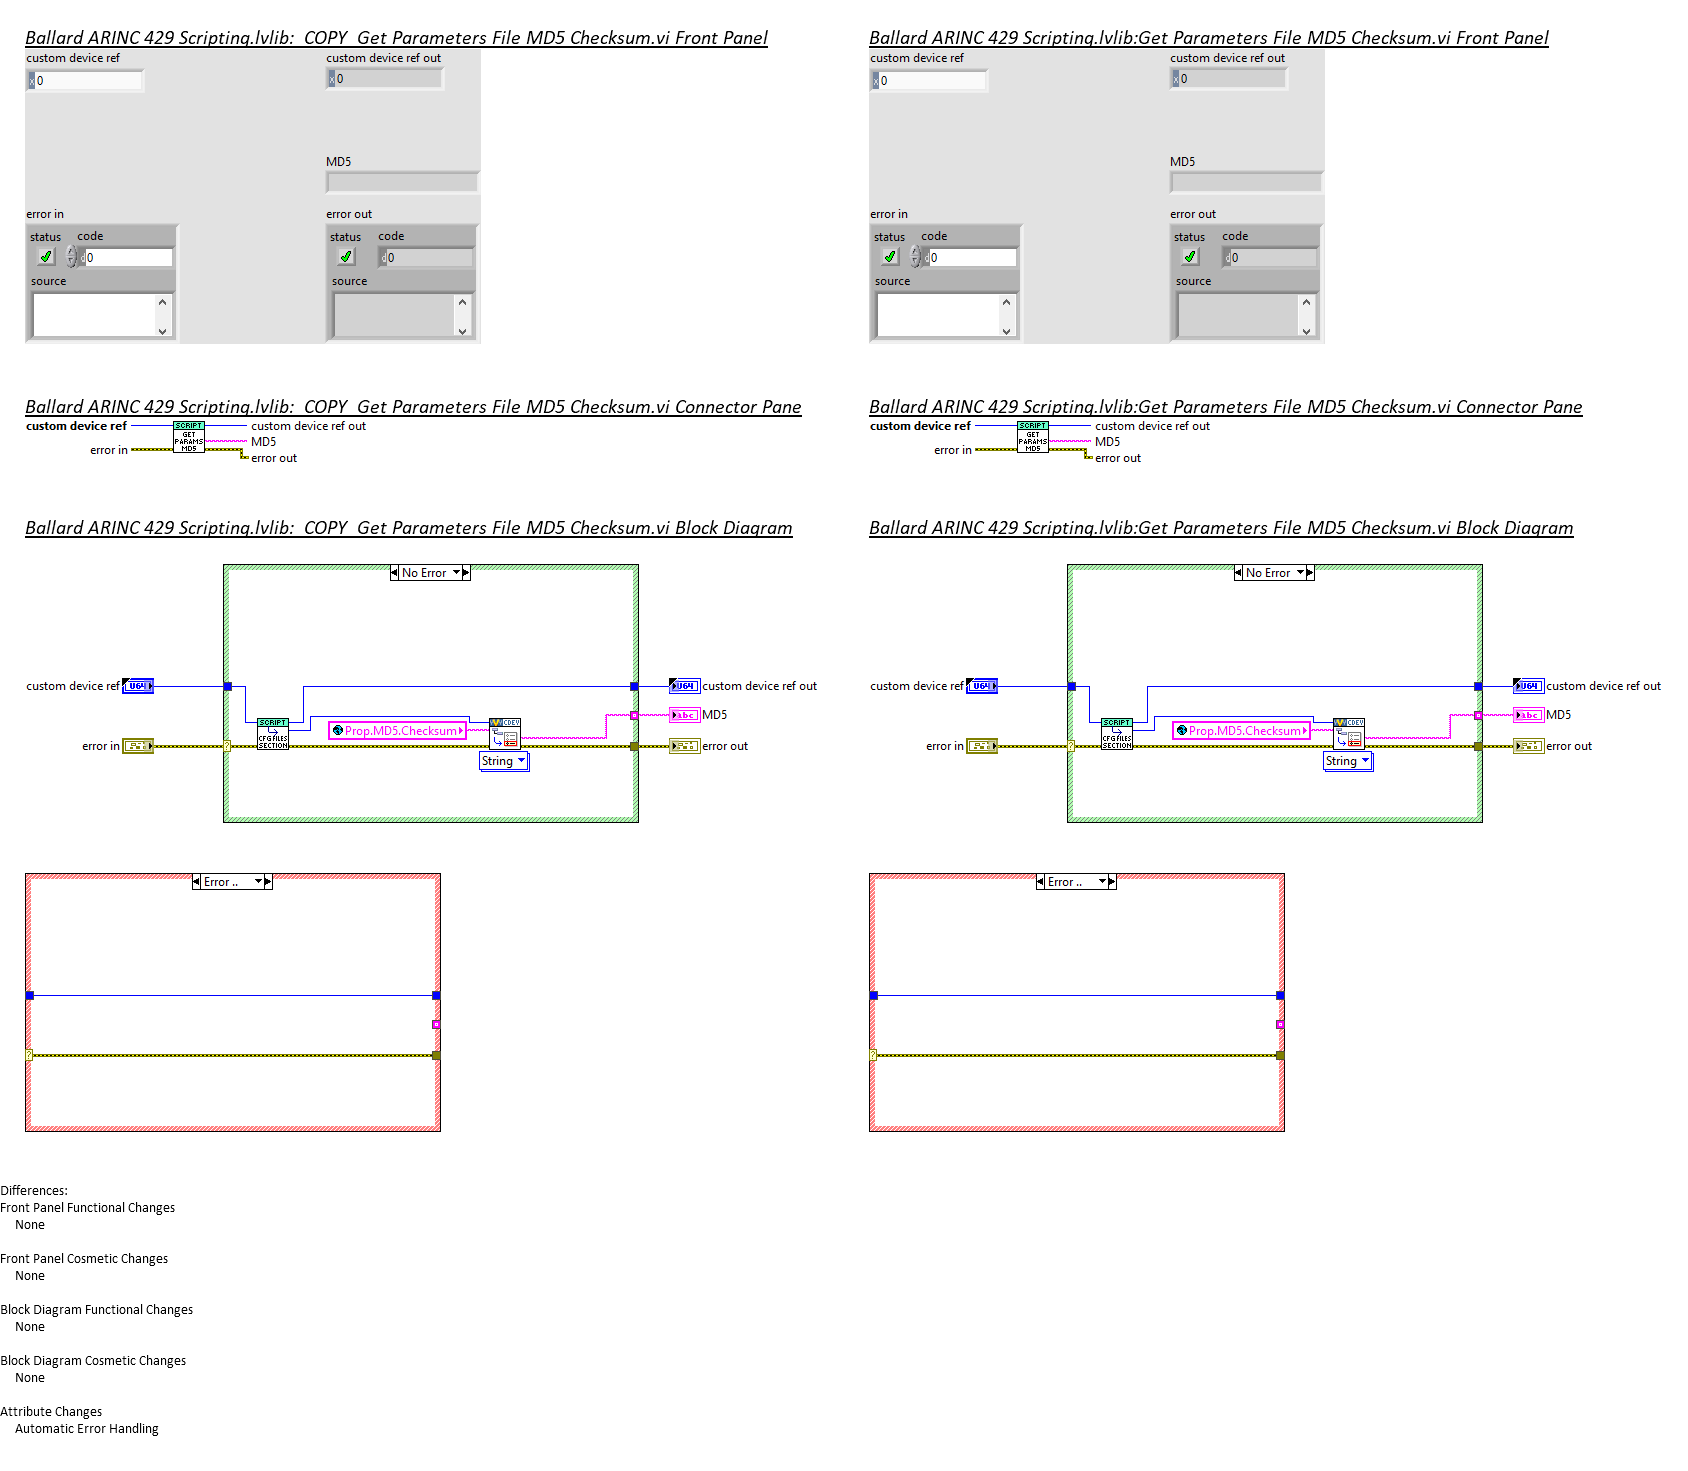 Ballard ARINC 429 Scripting.lvlib:  COPY  Get Parameters File MD5 Checksum.vi Front Panel
custom device ref
custom device ref out
x 0
x 0
MD5
error in
error out
status code
status code
d 0
d 0
source
source
Ballard ARINC 429 Scripting.lvlib:Get Parameters File MD5 Checksum.vi Front Panel
custom device ref
custom device ref out
x 0
x 0
MD5
error in
error out
status code
status code
d 0
d 0
source
source
Ballard ARINC 429 Scripting.lvlib:  COPY  Get Parameters File MD5 Checksum.vi Connector Pane
custom device ref
SCRIPT
GET
PARAMS
MD5
custom device ref out
MD5
error in
error out
Ballard ARINC 429 Scripting.lvlib:Get Parameters File MD5 Checksum.vi Connector Pane
custom device ref
SCRIPT
GET
PARAMS
MD5
custom device ref out
MD5
error in
error out
Ballard ARINC 429 Scripting.lvlib:  COPY  Get Parameters File MD5 Checksum.vi Block Diagram
No Error
custom device ref
U64
U64
custom device ref out
SCRIPT
CFG FILES
SECTION
Prop.MD5.Checksum
CDEV
abc
MD5
error in
?
error out
String
Error ..
?
Ballard ARINC 429 Scripting.lvlib:Get Parameters File MD5 Checksum.vi Block Diagram
No Error
custom device ref
U64
U64
custom device ref out
SCRIPT
CFG FILES
SECTION
Prop.MD5.Checksum
CDEV
abc
MD5
error in
?
error out
String
Error ..
?
Differences:
Front Panel Functional Changes
None
Front Panel Cosmetic Changes
None
Block Diagram Functional Changes
None
Block Diagram Cosmetic Changes
None
Attribute Changes
Automatic Error Handling